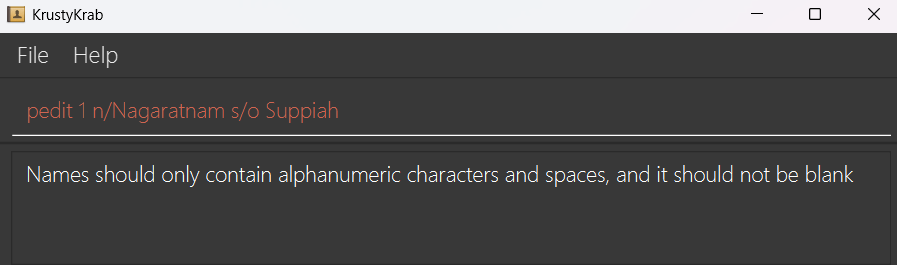 KrustyKrab
File Help
pedit 1 n/Nagaratnam s/o Suppiah
Names should only contain alphanumeric characters and spaces, and it should not be blank